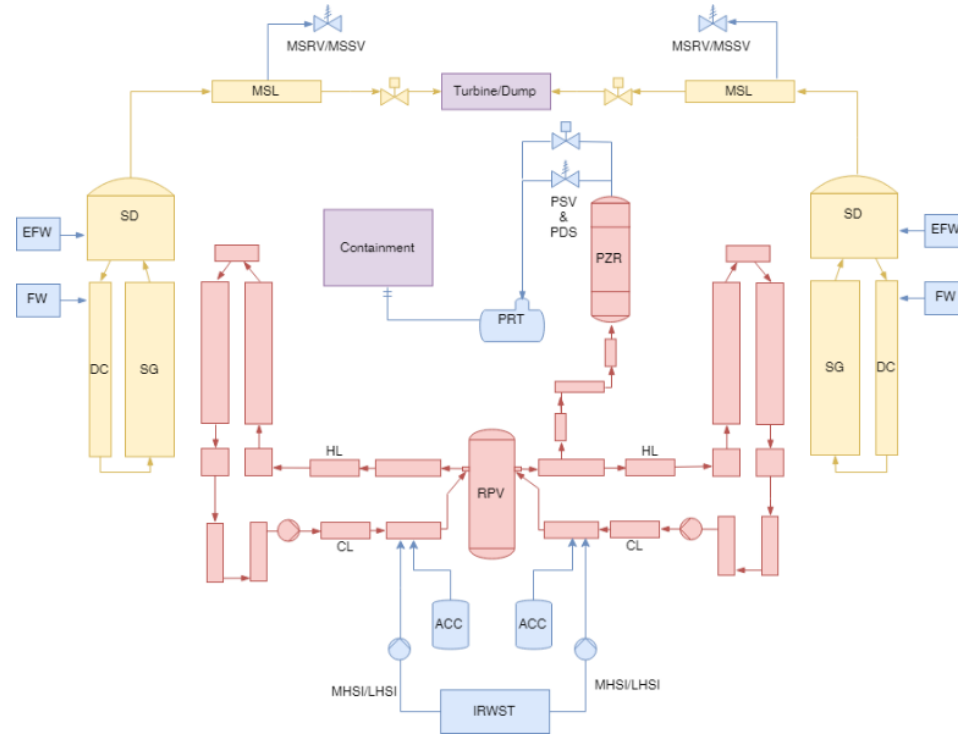 MSRV/MSSV
MSRV/MSSV
MSL
Turbine/Dump
MSL
SD
PSV
&
PDS
SD
EFW
EFW
Containment
PZR
FW
FW
PRT
DC
SG
SG
DC
HL
HL
RPV
CL
CL
ACC
ACC
MHSI/LHSI
MHSI/LHSI
IRWST